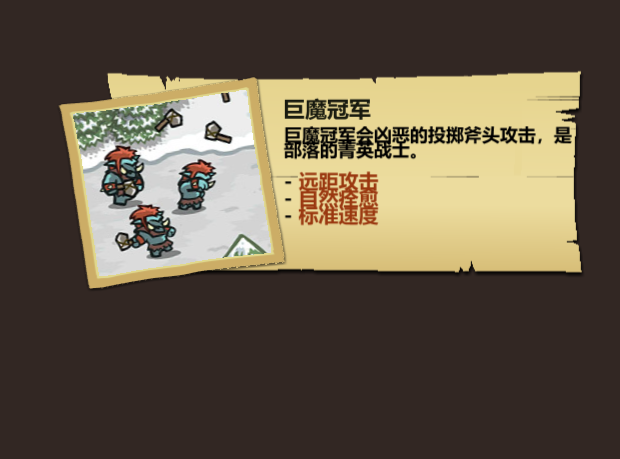 巨魔冠军
巨魔冠军会凶恶的投掷斧头攻击，是
部落的菁英战士。
- 远距攻击
- 自然痊愈
- 标准速度